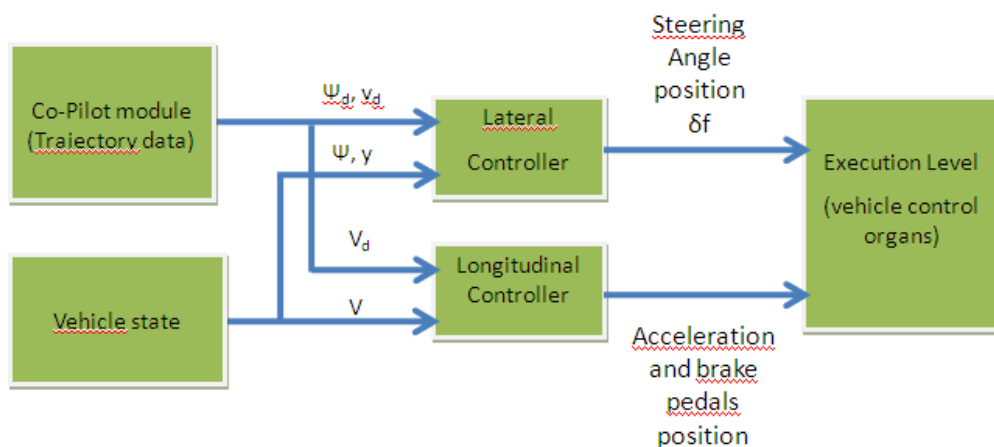 Co-Pilot module
(Trajectory data)
Ψd, yd
Ψ, y
Lateral
Controller
Steering
Angle
position
δf
Execution Level
(vehicle control
organs)
Vehicle state
Vd
V
Longitudinal
Controller
Acceleration
and brake
pedals
position